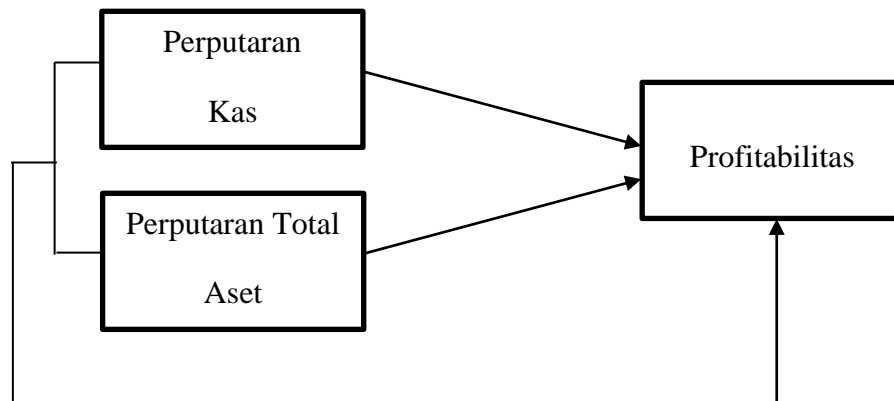 Perputaran
Kas
Profitabilitas
Perputaran Total
Aset